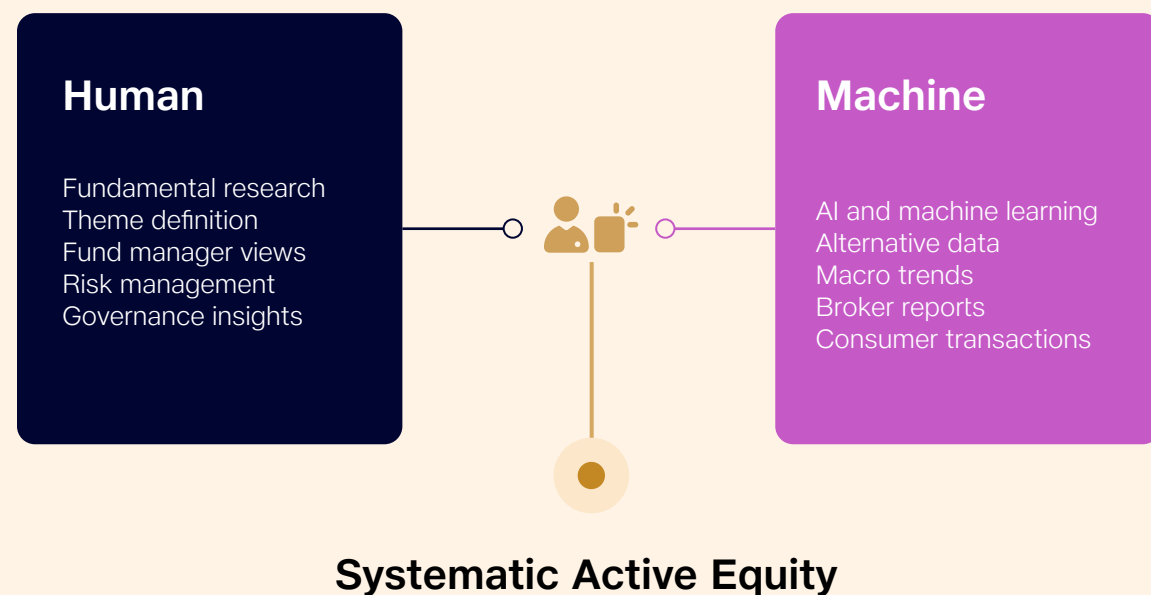 Human
Fundamental research
Theme definition
Fund manager views
Risk management
Governance insights
Machine
AI and machine learning
Alternative data
Macro trends
Broker reports
Consumer transactions
Systematic Active Equity